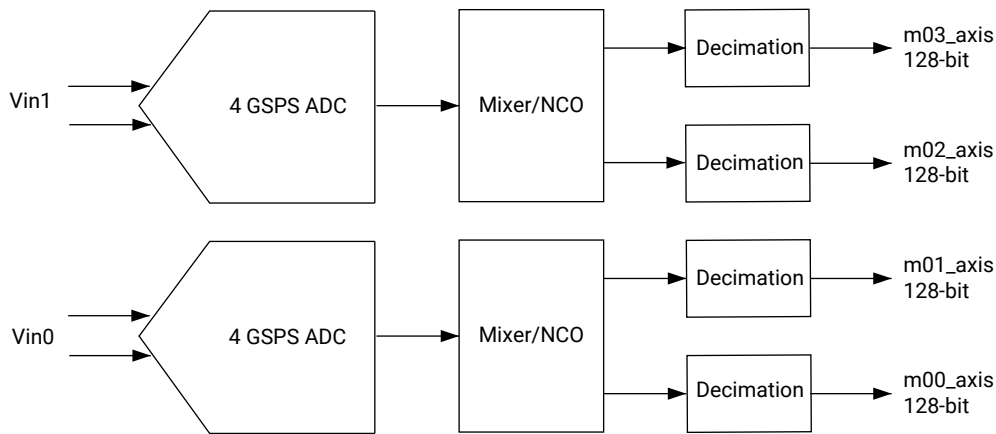 m03_axis
128-bit
Decimation
Vin1
4 GSPS ADC
Mixer/NCO
m02_axis
128-bit
Decimation
m01_axis
128-bit
Decimation
Vin0
4 GSPS ADC
Mixer/NCO
m00_axis
128-bit
Decimation